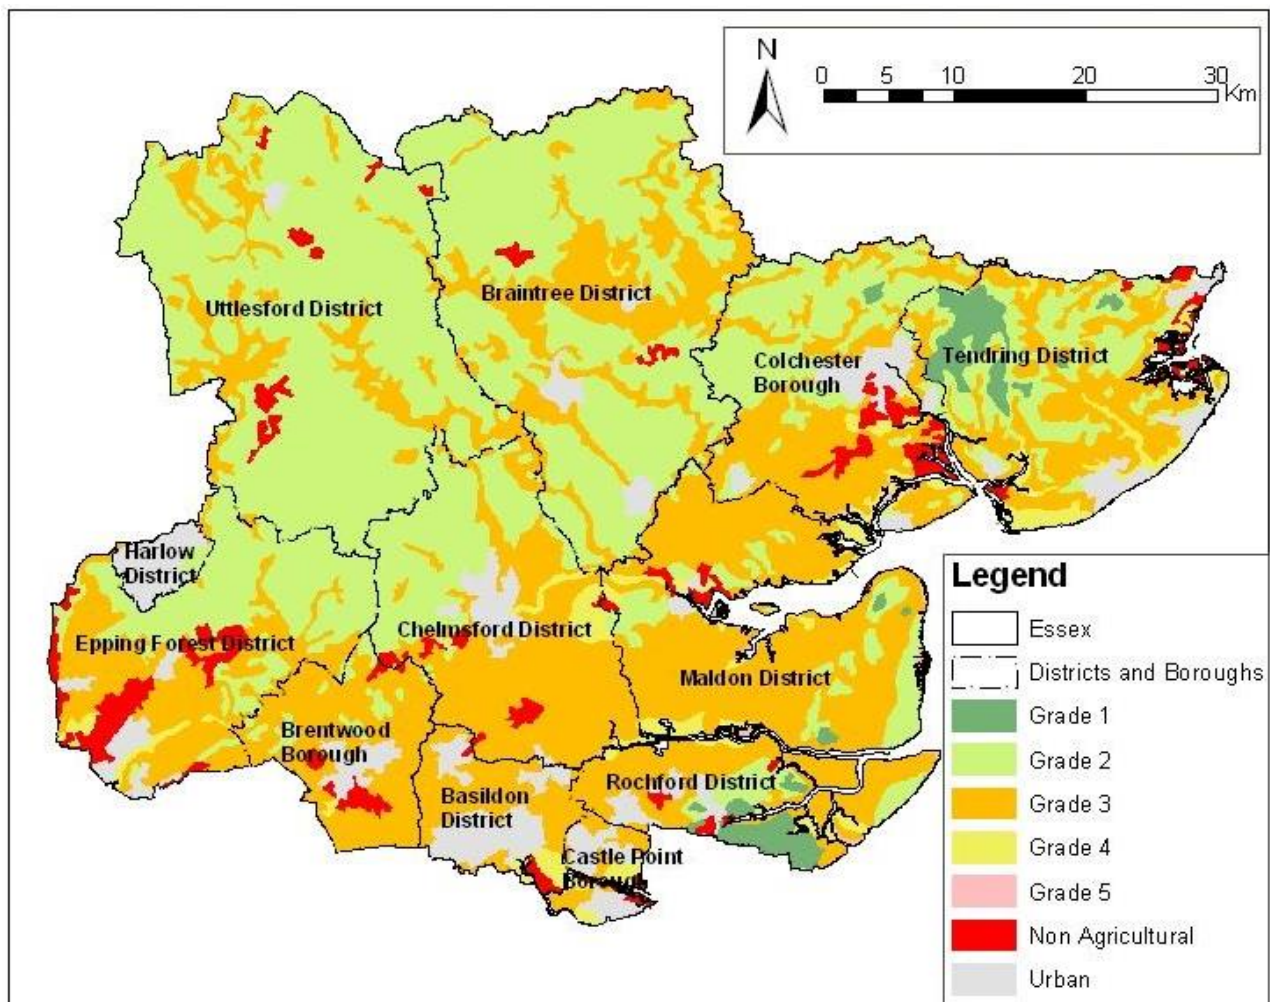 N
0 5 10 20 30
Km
Uttlesford District
Braintree District
Colchester
Borough
Tendring District
Harlow
District
Epping Forest District
Chelmsford District
Maldon District
Brentwood
Borough
Basildon
District
Rochford District
Castle Point
Borough
Legend
Essex
Districts and Boroughs
Grade 1
Grade 2
Grade 3
Grade 4
Grade 5
Non Agricultural
Urban